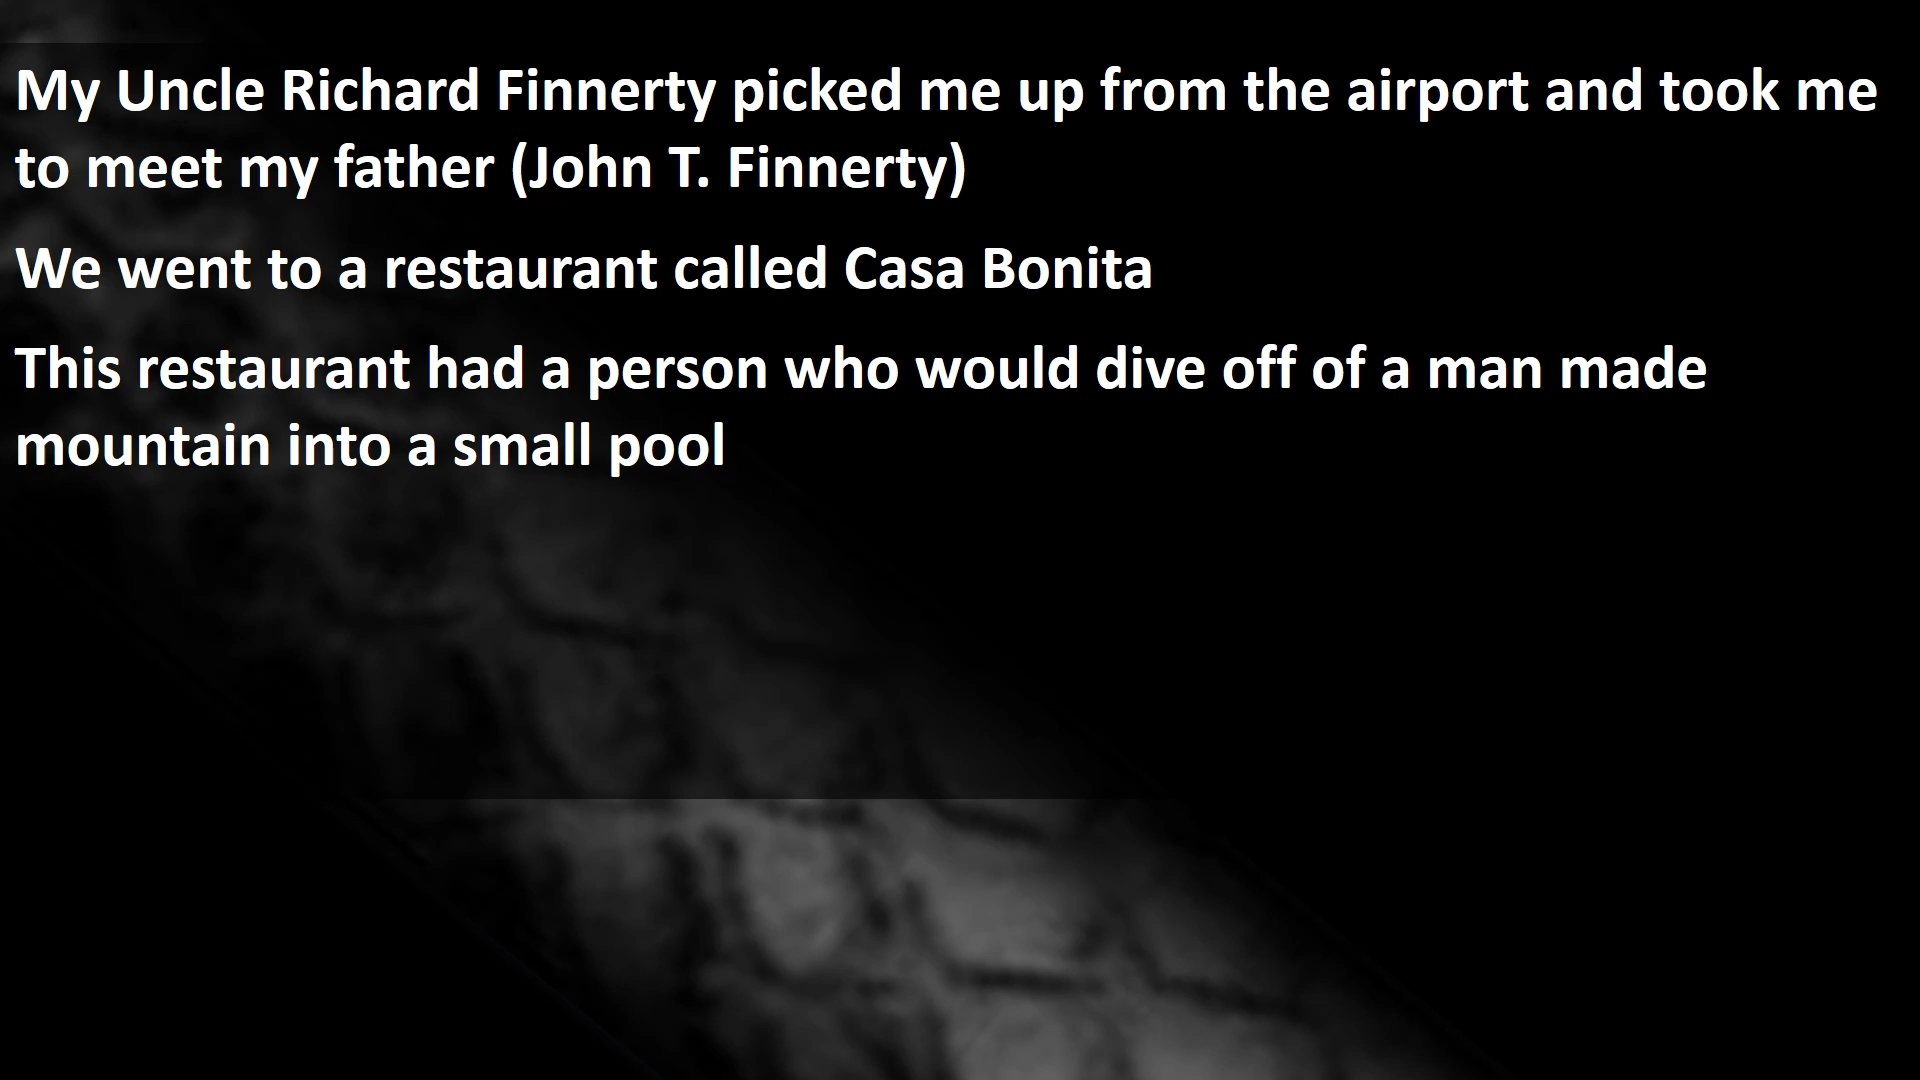 My Uncle Richard Finnerty picked me up from the airport and took me
to meet my father (John T. Finnerty)
We went to a restaurant called Casa Bonita
This restaurant had a person who would dive off of a man made
mountain into a small pool